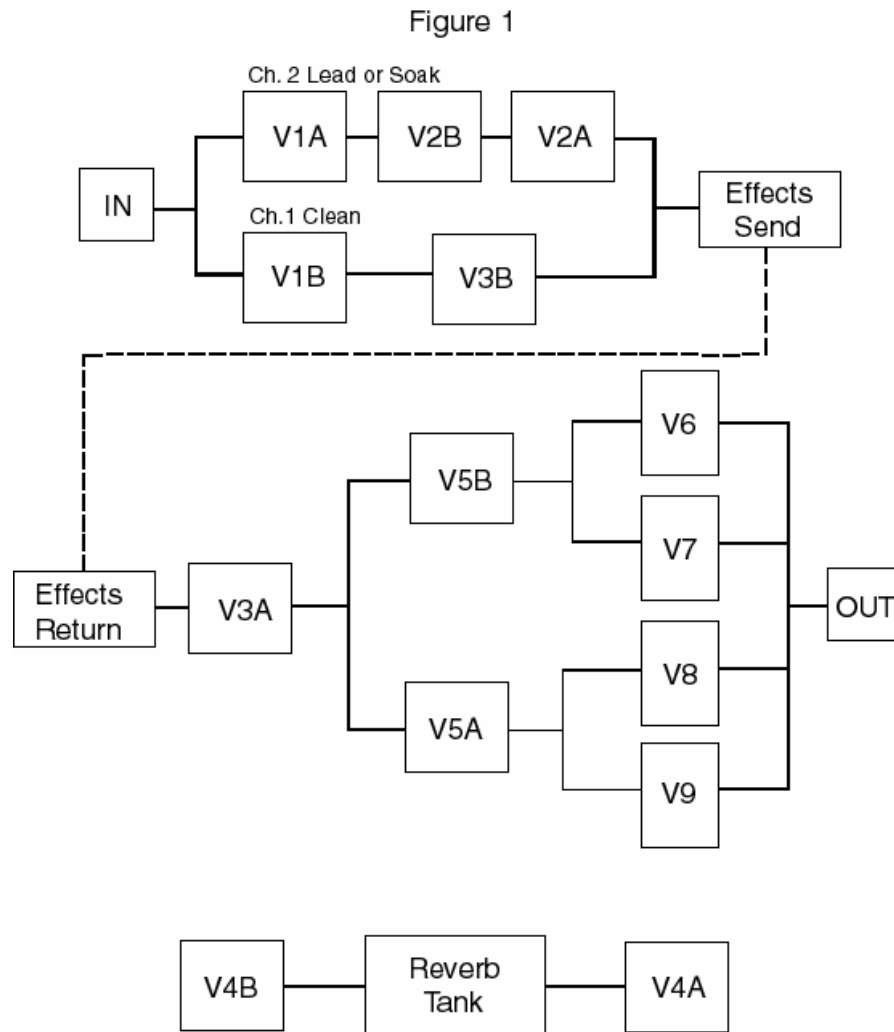 Figure 1
Ch. 2 Lead or Soak
V1A
V2B
V2A
IN
Effects
Send
Ch.1 Clean
V1B
V3B
V6
V5B
V7
Effects
Return
V3A
OUT
V8
V5A
V9
V4B
Reverb
Tank
V4A